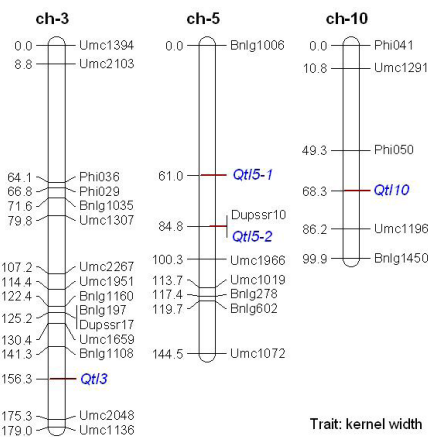 ch-3
0.0 Umc1394
8.8 Umc2103
64.1 Phi036
66.8 Phi029
71.6 Bnlg1035
79.8 Umc1307
107.2 Umc2267
114.4 Umc1951
122.4 Bnlg1160
125.2 Bnlg197
Dupssr17
130.4 Umc1659
141.3 Bnlg1108
156.3 Qtl3
175.3 Umc2048
179.0 Umc1136
ch-5
0.0 Bnlg1006
61.0 Qtl5-1
84.8 Dupssr10
Qtl5-2
100.3 Umc1966
113.7 Umc1019
117.4 Bnlg278
119.7 Bnlg602
144.5 Umc1072
ch-10
0.0 Phi041
10.8 Umc1291
49.3 Phi050
68.3 Qtl10
86.2 Umc1196
99.9 Bnlg1450
Trait: kernel width